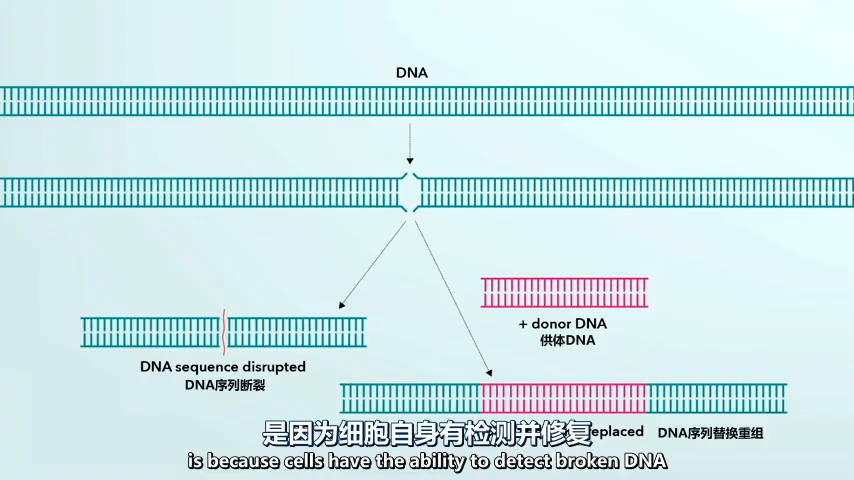 DNA
+ donor DNA
供体DNA
DNA sequence disrupted
DNA序列断裂
DNA序列替换重组
是因为细胞自身有检测并修复
is because cells have the ability to detect broken DNA